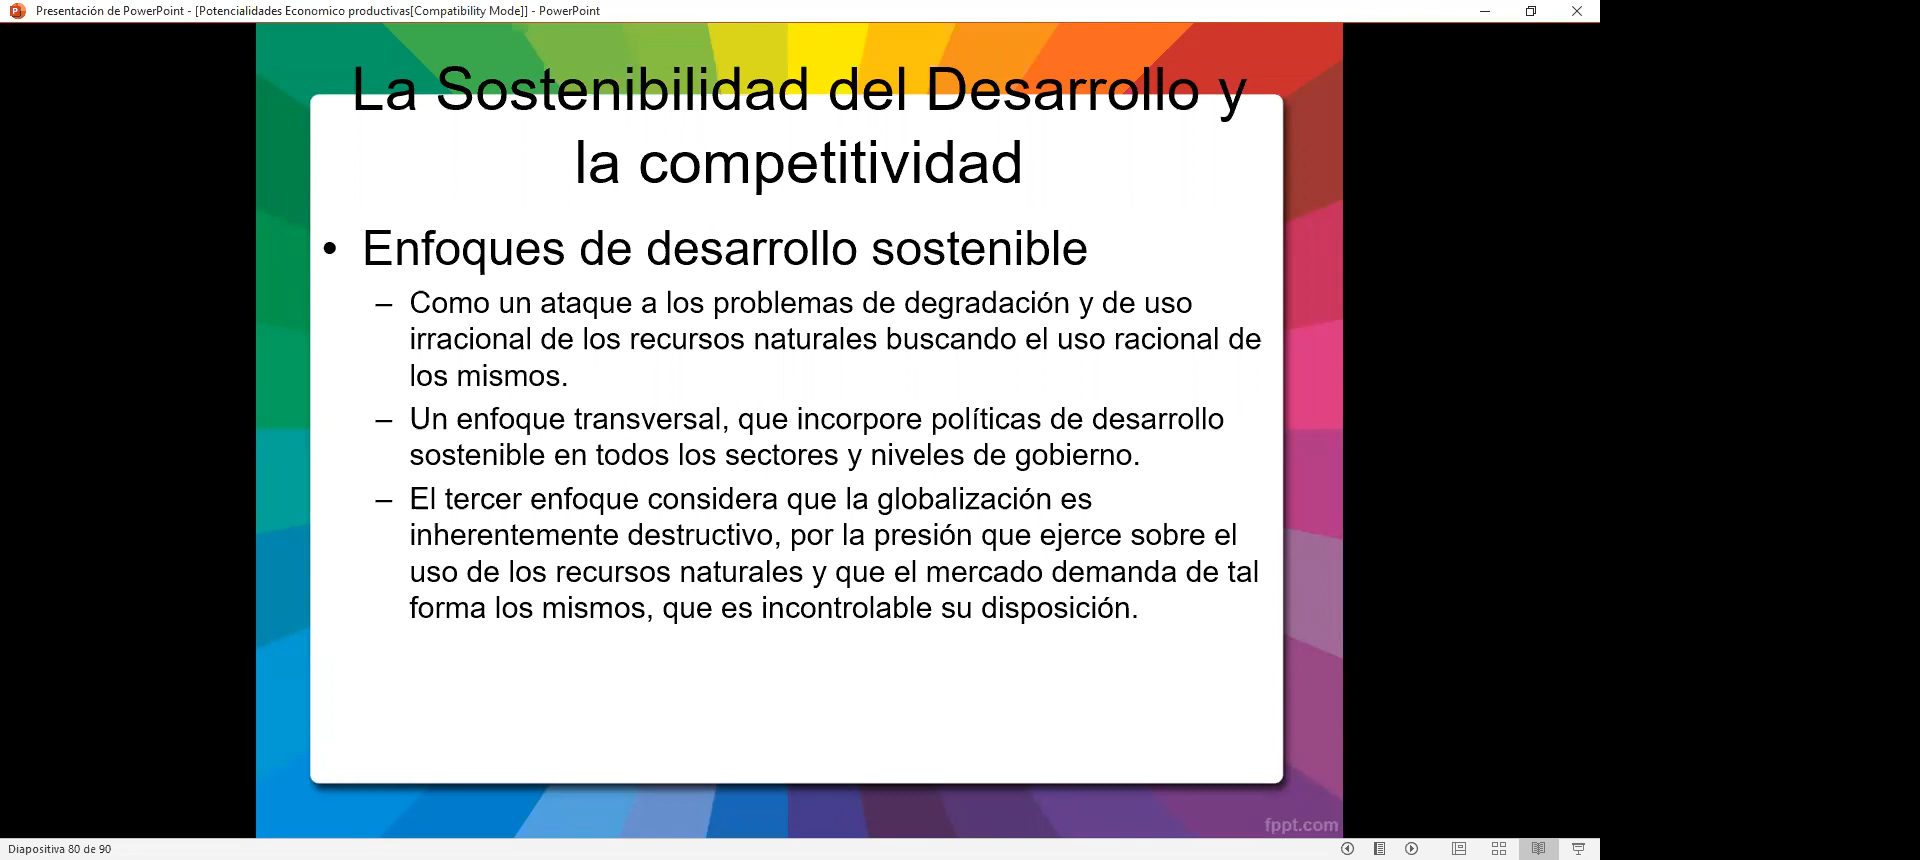 Presentación de PowerPoint - [Potencialidades Economico productivas[Compatibility Mode]] - PowerPoint
La Sostenibilidad del Desarrollo y
la competitividad
• Enfoques de desarrollo sostenible
– Como un ataque a los problemas de degradación y de uso
irracional de los recursos naturales buscando el uso racional de
los mismos.
– Un enfoque transversal, que incorpore políticas de desarrollo
sostenible en todos los sectores y niveles de gobierno.
– El tercer enfoque considera que la globalización es
inherentemente destructivo, por la presión que ejerce sobre el
uso de los recursos naturales y que el mercado demanda de tal
forma los mismos, que es incontrolable su disposición.
fppt.com
Diapositiva 80 de 90